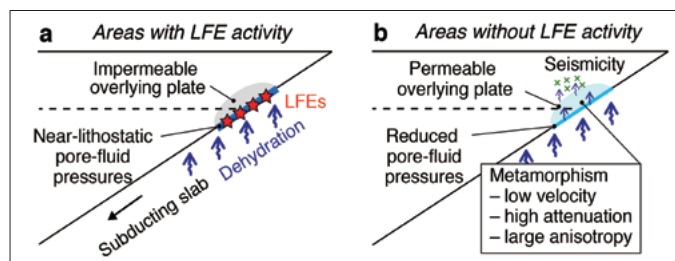 a Areas with LFE activity
Impermeable
overlying plate
LFEs
Near-lithostatic
pore-fluid
pressures
Dehydration
Subducting slab
b Areas without LFE activity
Seismicity
Permeable
overlying plate
Reduced
pore-fluid
pressures
Metamorphism
– low velocity
– high attenuation
– large anisotropy